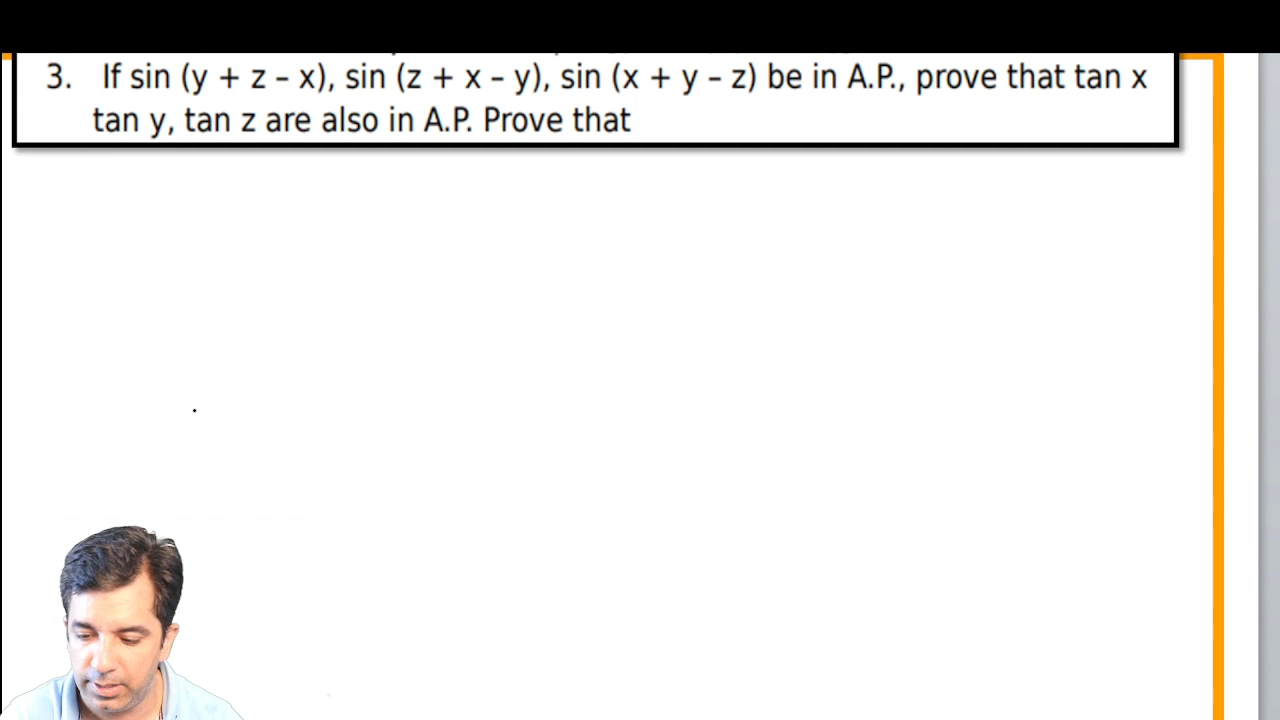 3. If sin (y + z – x), sin (z + x – y), sin (x + y – z) be in A.P., prove that tan x
tan y, tan z are also in A.P. Prove that